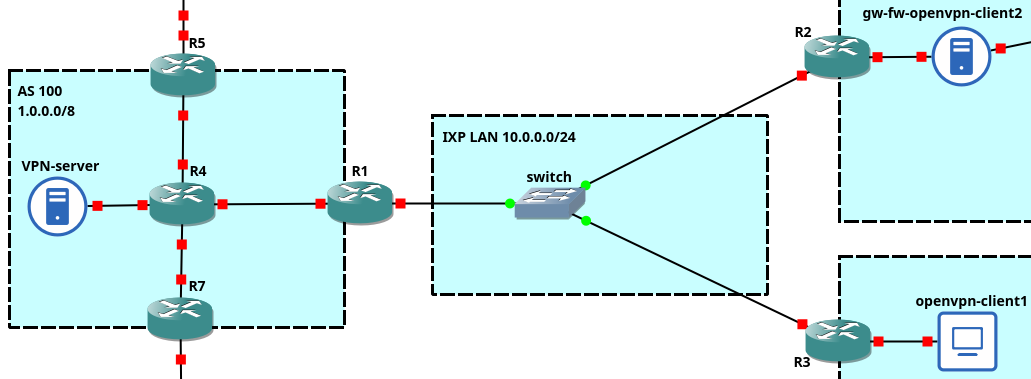 gw-fw-openvpn-client2
R2
R5
AS 100
1.0.0.0/8
IXP LAN 10.0.0.0/24
VPN-server
R4
R1
switch
R7
openvpn-client1
R3